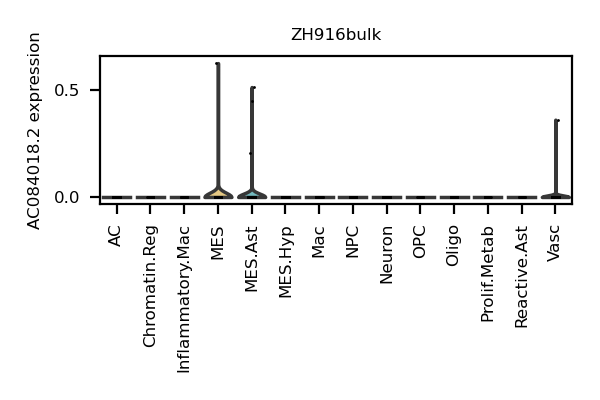 ZH916bulk
AC084018.2 expression
0.5
0.0
AC
Chromatin.Reg
Inflammatory.Mac
MES
MES.Ast
MES.Hyp
Mac
NPC
Neuron
OPC
Oligo
Prolif.Metab
Reactive.Ast
Vasc